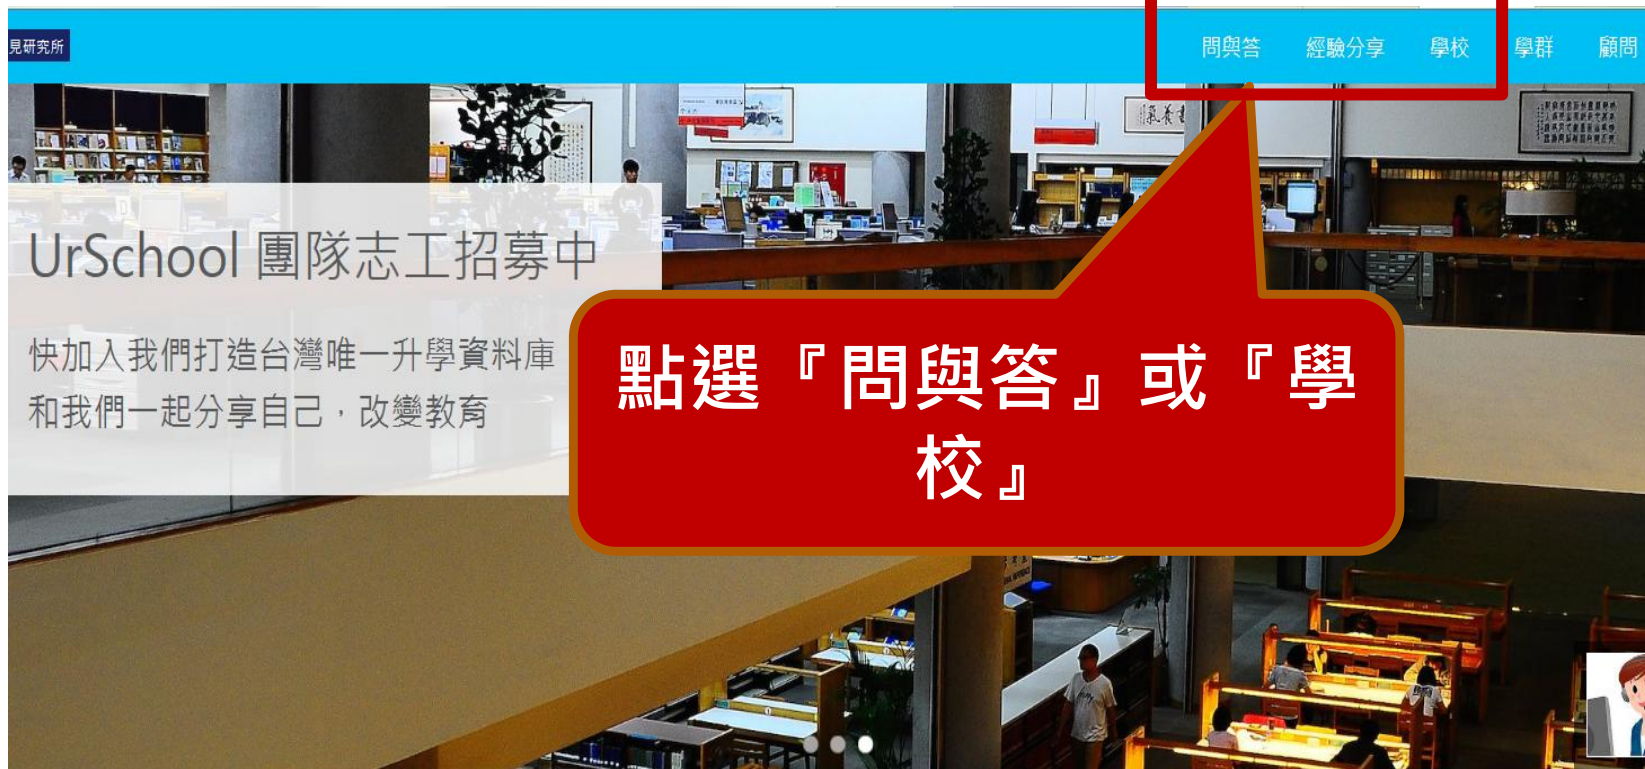 見研究所
問與答 經驗分享 學校 學群 顧問
UrSchool 團隊志工招募中
快加入我們打造台灣唯一升學資料庫
和我們一起分享自己，改變教育
點選『問與答』或『學
校』